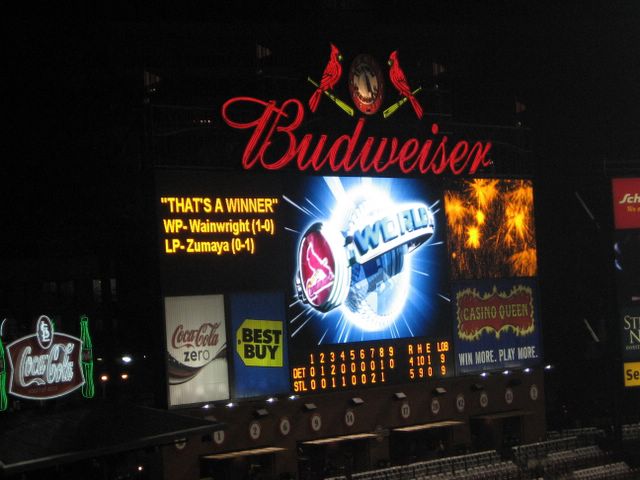 Budweiser
"THAT'S A WINNER"
WP- Wainwright (1-0)
LP- Zumaya (0-1)
WORLD
Coca-Cola
zero
BEST
BUY
CASINO QUEEN
WIN MORE. PLAY MORE.
1 2 3 4 5 6 7 8 9 R H E LOB
DET 0 1 2 0 0 0 0 1 0 4 10 1 9
STL 0 0 1 1 0 0 2 1 5 9 0 9
Coca-Cola
Sch
Se